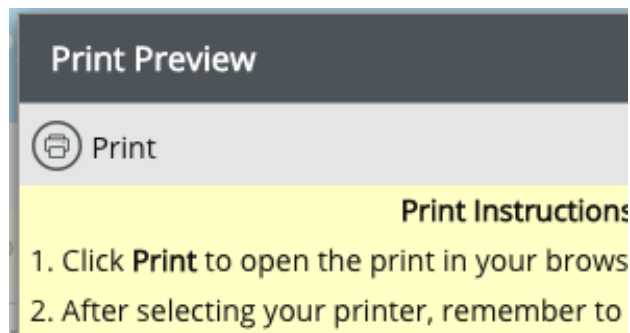 Print Preview
Print
Print Instructions
1. Click Print to open the print in your brows
2. After selecting your printer, remember to